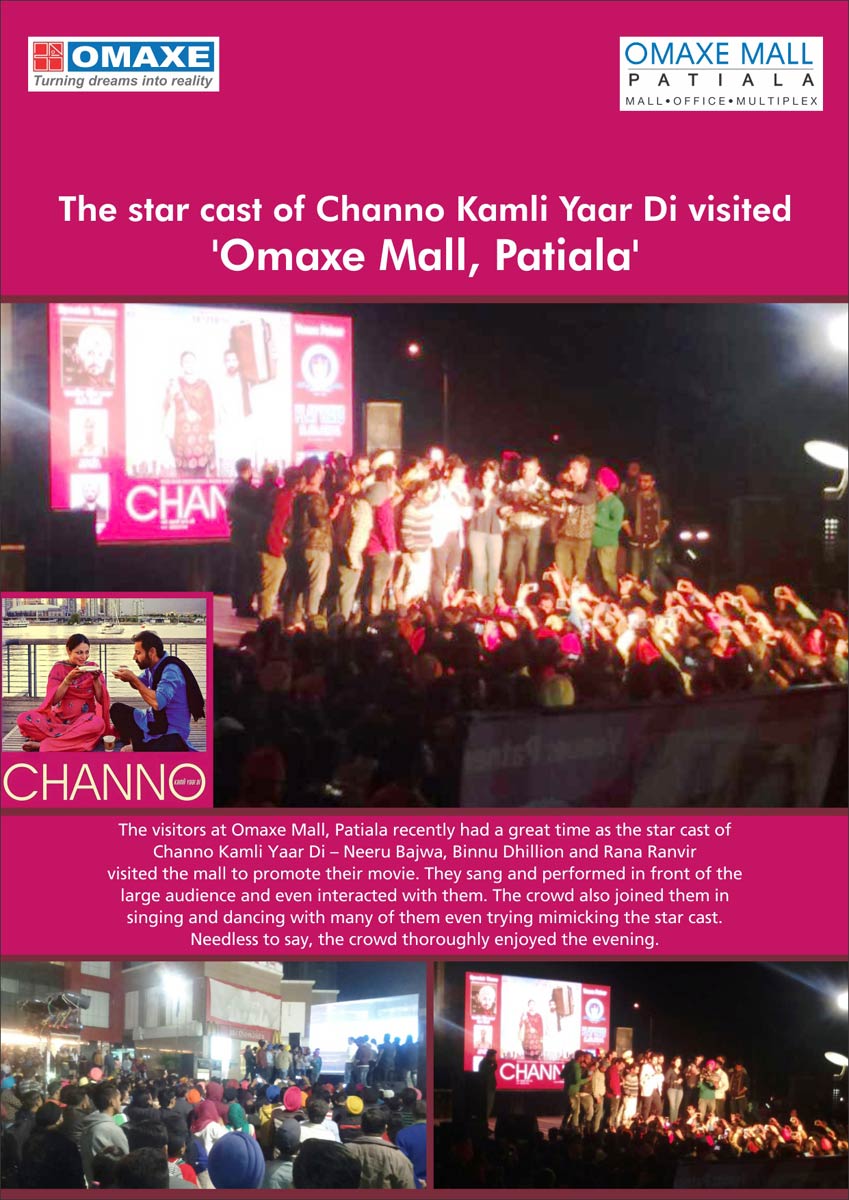 OMAXE
Turning dreams into reality
OMAXE MALL
PATIALA
MALL•OFFICE•MULTIPLEX
The star cast of Channo Kamli Yaar Di visited
'Omaxe Mall, Patiala'
CHAN
CHANNO
Kamli Yaar Di
The visitors at Omaxe Mall, Patiala recently had a great time as the star cast of
Channo Kamli Yaar Di – Neeru Bajwa, Binnu Dhillion and Rana Ranvir
visited the mall to promote their movie. They sang and performed in front of the
large audience and even interacted with them. The crowd also joined them in
singing and dancing with many of them even trying mimicking the star cast.
Needless to say, the crowd thoroughly enjoyed the evening.
CHANN